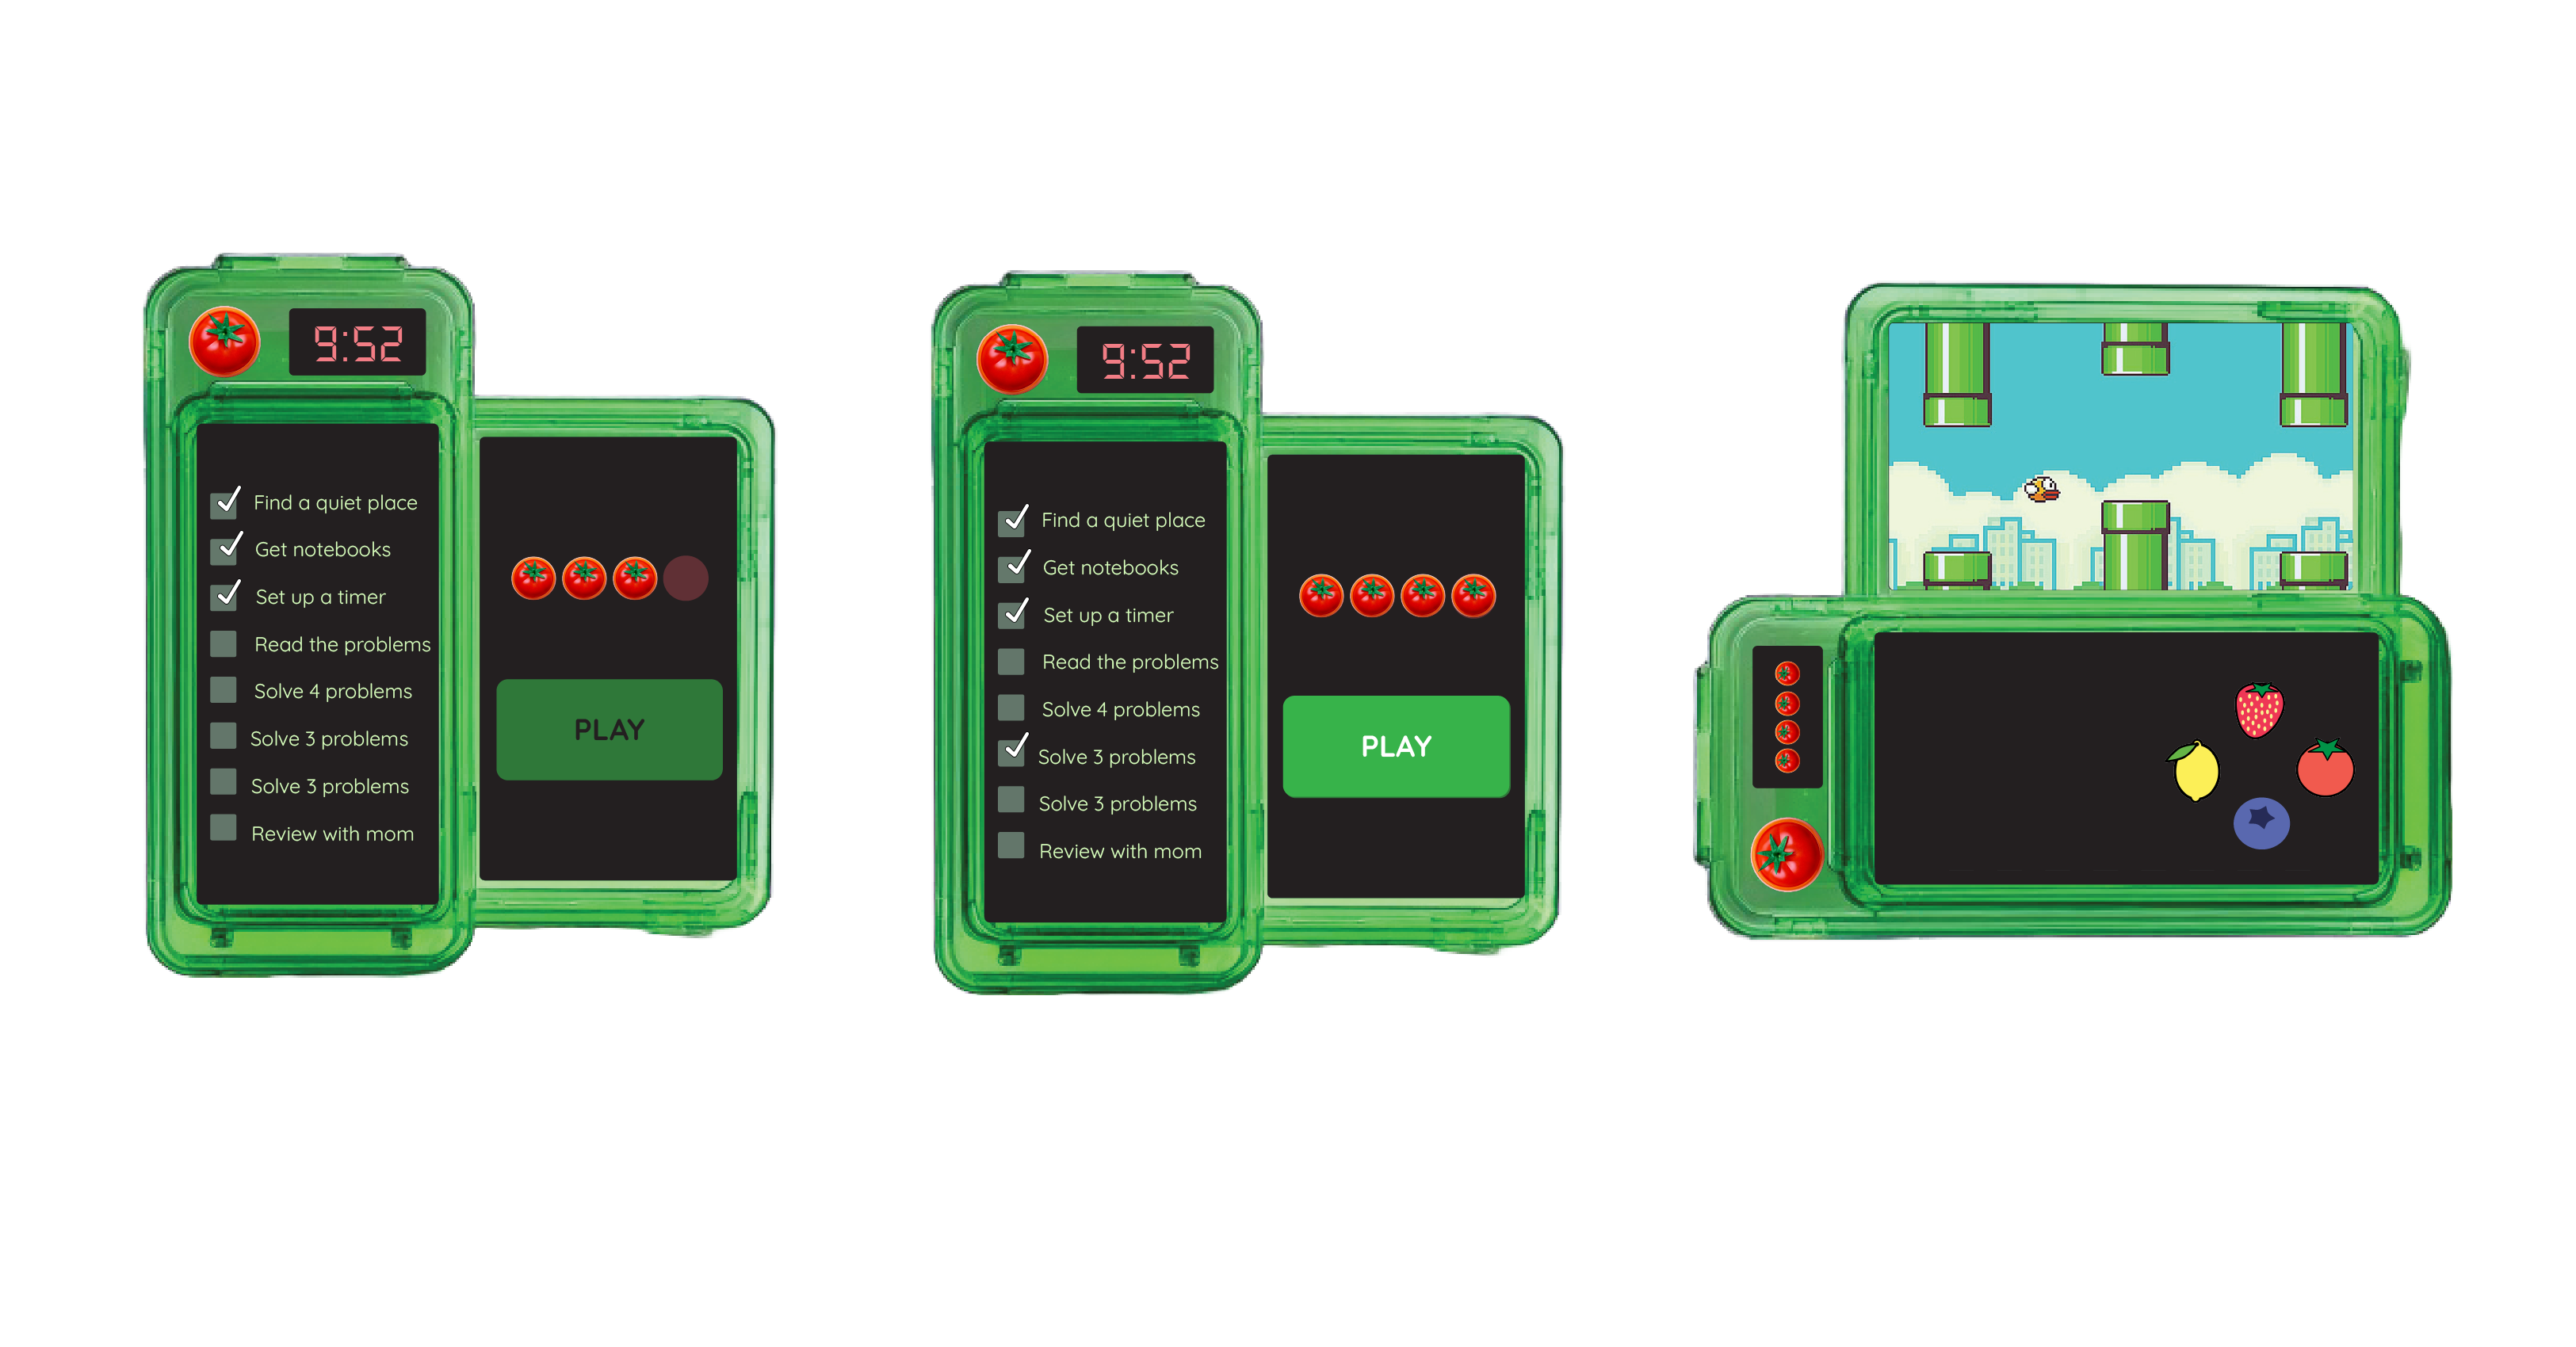 9:52
Find a quiet place
Get notebooks
Set up a timer
Read the problems
Solve 4 problems
Solve 3 problems
Solve 3 problems
Review with mom
PLAY
9:52
Find a quiet place
Get notebooks
Set up a timer
Read the problems
Solve 4 problems
Solve 3 problems
Solve 3 problems
Review with mom
PLAY